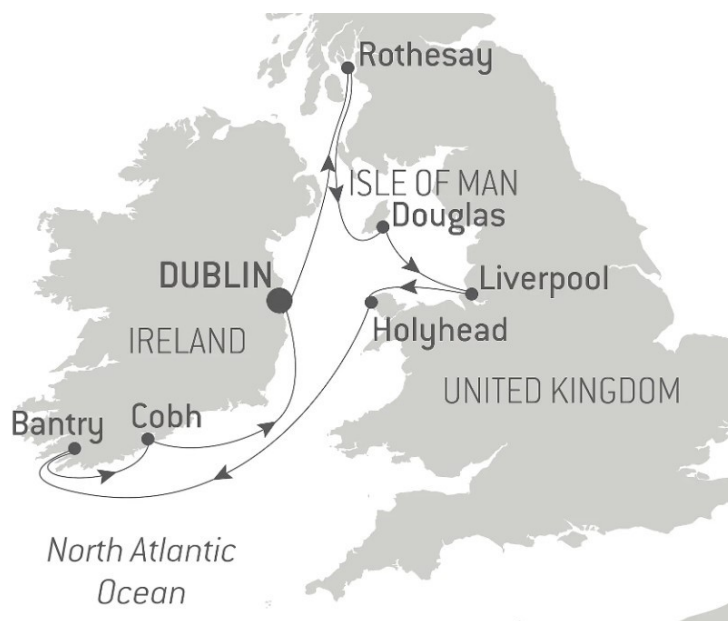 Rothesay
ISLE OF MAN
Douglas
DUBLIN
Liverpool
Holyhead
IRELAND
UNITED KINGDOM
Cobh
Bantry
North Atlantic
Ocean